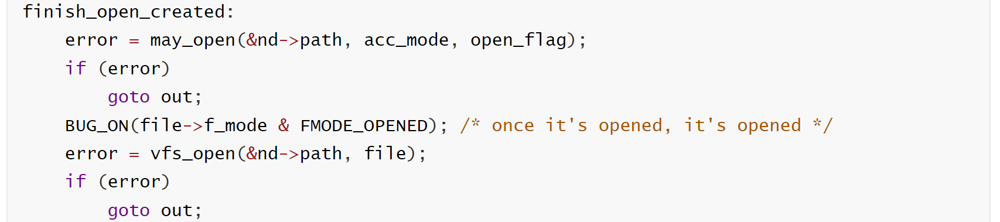 finish_open_created:
    error = may_open(&nd->path, acc_mode, open_flag);
    if (error)
        goto out;
    BUG_ON(file->f_mode & FMODE_OPENED); /* once it's opened, it's opened */
    error = vfs_open(&nd->path, file);
    if (error)
        goto out;